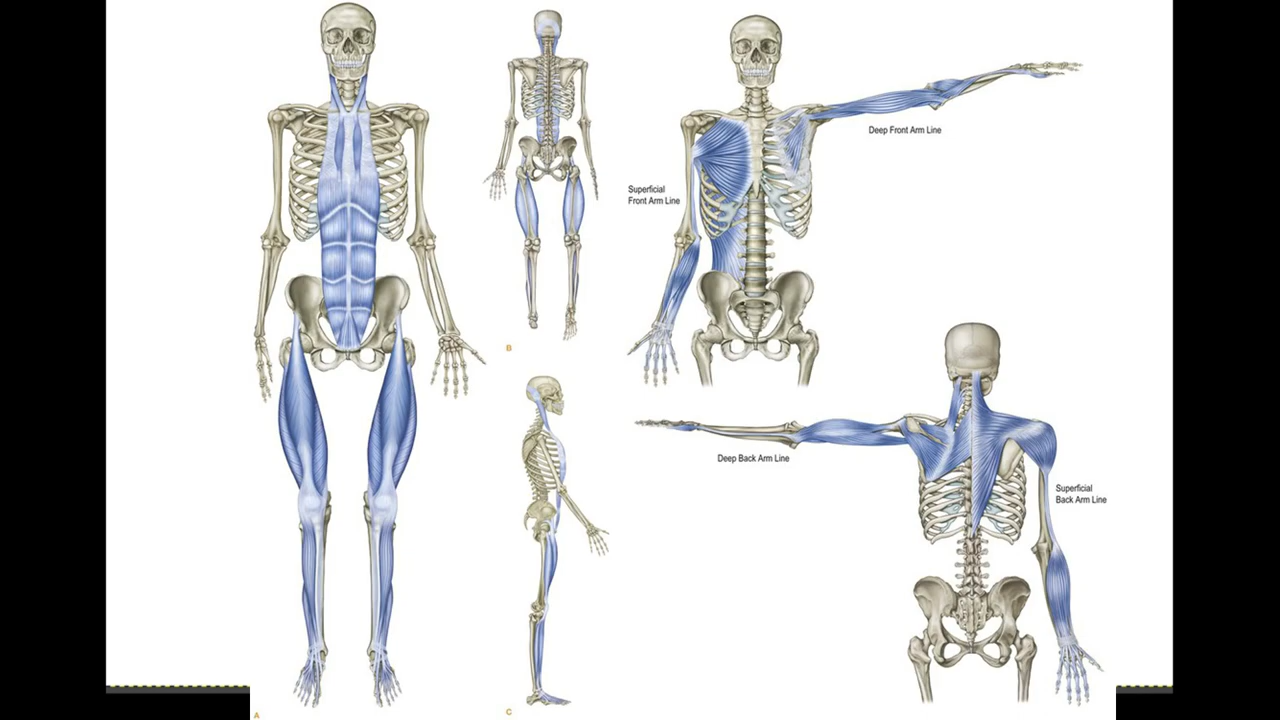 Deep Front Arm Line
Superficial
Front Arm Line
B
Deep Back Arm Line
Superficial
Back Arm Line
A
C